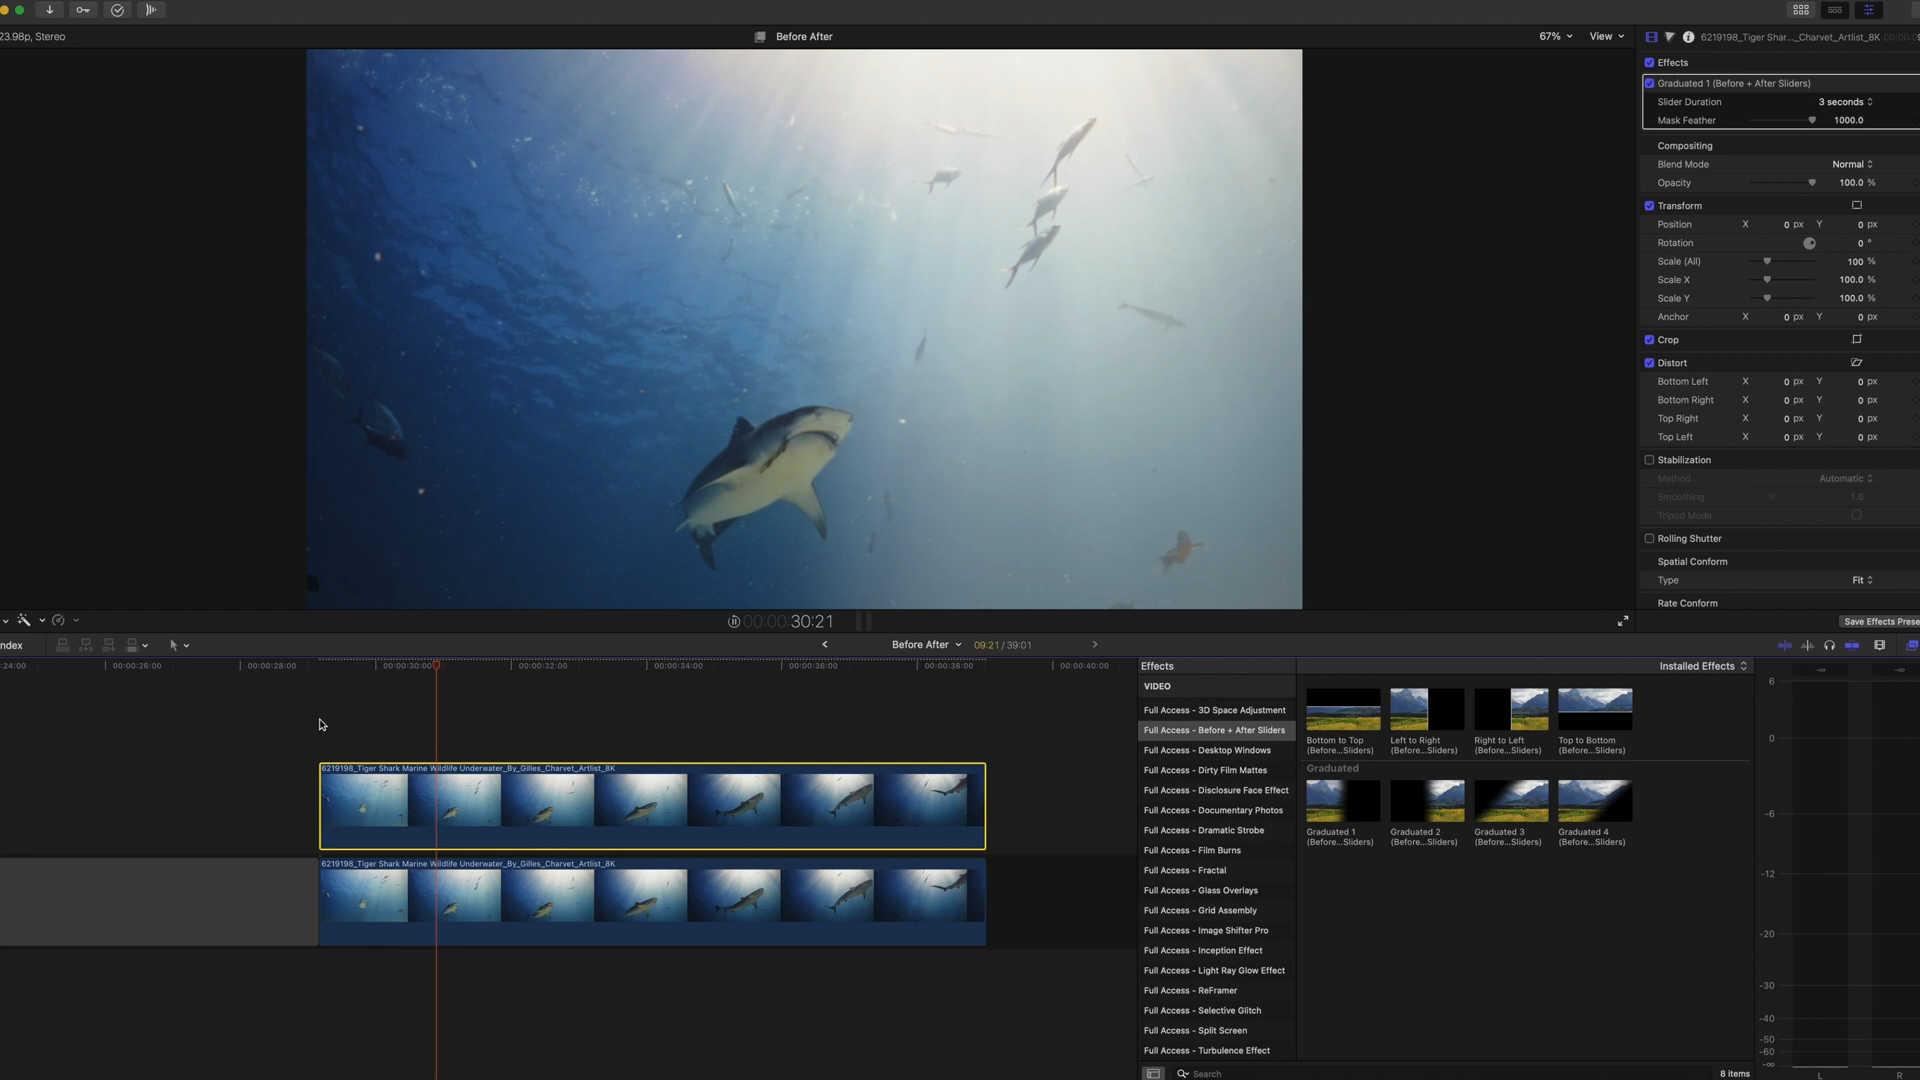 23.98p, Stereo
Before After
67%
View
6219198_Tiger Shar..._Charvet_Artlist_8K
Effects
Graduated 1 (Before + After Sliders)
Slider Duration
3 seconds
Mask Feather
1000.0
Compositing
Blend Mode
Normal
Opacity
100.0 %
Transform
Position X 0 px Y 0 px
Rotation
0 °
Scale (All)
100 %
Scale X
100.0 %
Scale Y
100.0 %
Anchor X 0 px Y 0 px
Crop
Distort
Bottom Left X 0 px Y 0 px
Bottom Right X 0 px Y 0 px
Top Right X 0 px Y 0 px
Top Left X 0 px Y 0 px
Stabilization
Method
Automatic
Smoothing
1.0
Tripod Mode
Rolling Shutter
Spatial Conform
Type
Fit
Rate Conform
00:00:30:21
Save Effects Prese
ndex
Before After
09:21 / 39:01
:24:00
00:00:26:00
00:00:28:00
00:00:30:00
00:00:32:00
00:00:34:00
00:00:36:00
00:00:38:00
00:00:40:00
6219198_Tiger Shark Marine Wildlife Underwater_By_Gilles_Charvet_Artlist_8K
6219198_Tiger Shark Marine Wildlife Underwater_By_Gilles_Charvet_Artlist_8K
Effects
Installed Effects
VIDEO
Full Access - 3D Space Adjustment
Full Access - Before + After Sliders
Full Access - Desktop Windows
Full Access - Dirty Film Mattes
Full Access - Disclosure Face Effect
Full Access - Documentary Photos
Full Access - Dramatic Strobe
Full Access - Film Burns
Full Access - Fractal
Full Access - Glass Overlays
Full Access - Grid Assembly
Full Access - Image Shifter Pro
Full Access - Inception Effect
Full Access - Light Ray Glow Effect
Full Access - ReFramer
Full Access - Selective Glitch
Full Access - Split Screen
Full Access - Turbulence Effect
Bottom to Top
(Before...Sliders)
Left to Right
(Before...Sliders)
Right to Left
(Before...Sliders)
Top to Bottom
(Before...Sliders)
Graduated
Graduated 1
(Before...Sliders)
Graduated 2
(Before...Sliders)
Graduated 3
(Before...Sliders)
Graduated 4
(Before...Sliders)
Search
8 items
-∞
-∞
6
0
-6
-12
-20
-30
-40
-50
-60
-∞
L
R